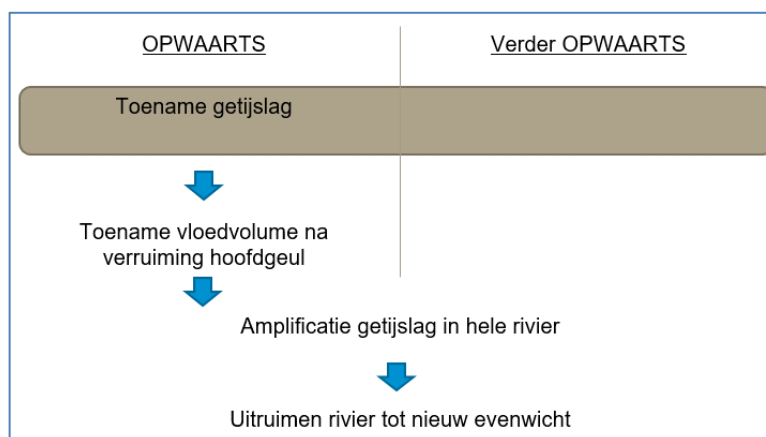 OPWAARTS
Verder OPWAARTS
Toename getijslag
Toename vloedvolume na
verruiming hoofdgeul
Amplificatie getijslag in hele rivier
Uitruimen rivier tot nieuw evenwicht